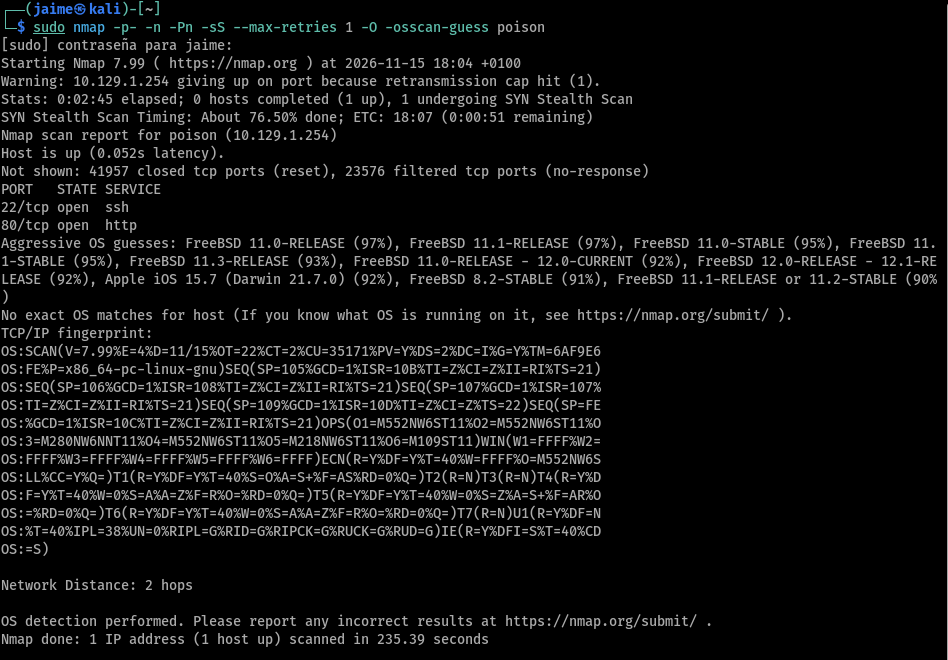 ┌──(jaime㉿kali)-[~]
└─$ sudo nmap -p- -n -Pn -sS --max-retries 1 -O -osscan-guess poison
[sudo] contraseña para jaime:
Starting Nmap 7.99 ( https://nmap.org ) at 2026-11-15 18:04 +0100
Warning: 10.129.1.254 giving up on port because retransmission cap hit (1).
Stats: 0:02:45 elapsed; 0 hosts completed (1 up), 1 undergoing SYN Stealth Scan
SYN Stealth Scan Timing: About 76.50% done; ETC: 18:07 (0:00:51 remaining)
Nmap scan report for poison (10.129.1.254)
Host is up (0.052s latency).
Not shown: 41957 closed tcp ports (reset), 23576 filtered tcp ports (no-response)
PORT   STATE SERVICE
22/tcp open  ssh
80/tcp open  http
Aggressive OS guesses: FreeBSD 11.0-RELEASE (97%), FreeBSD 11.1-RELEASE (97%), FreeBSD 11.0-STABLE (95%), FreeBSD 11.
1-STABLE (95%), FreeBSD 11.3-RELEASE (93%), FreeBSD 11.0-RELEASE - 12.0-CURRENT (92%), FreeBSD 12.0-RELEASE - 12.1-RE
LEASE (92%), Apple iOS 15.7 (Darwin 21.7.0) (92%), FreeBSD 8.2-STABLE (91%), FreeBSD 11.1-RELEASE or 11.2-STABLE (90%
)
No exact OS matches for host (If you know what OS is running on it, see https://nmap.org/submit/ ).
TCP/IP fingerprint:
OS:SCAN(V=7.99%E=4%D=11/15%OT=22%CT=2%CU=35171%PV=Y%DS=2%DC=I%G=Y%TM=6AF9E6
OS:FE%P=x86_64-pc-linux-gnu)SEQ(SP=105%GCD=1%ISR=10B%TI=Z%CI=Z%II=RI%TS=21)
OS:SEQ(SP=106%GCD=1%ISR=108%TI=Z%CI=Z%II=RI%TS=21)SEQ(SP=107%GCD=1%ISR=107%
OS:TI=Z%CI=Z%II=RI%TS=21)SEQ(SP=109%GCD=1%ISR=10D%TI=Z%CI=Z%TS=22)SEQ(SP=FE
OS:%GCD=1%ISR=10C%TI=Z%CI=Z%II=RI%TS=21)OPS(O1=M552NW6ST11%O2=M552NW6ST11%O
OS:3=M280NW6NNT11%O4=M552NW6ST11%O5=M218NW6ST11%O6=M109ST11)WIN(W1=FFFF%W2=
OS:FFFF%W3=FFFF%W4=FFFF%W5=FFFF%W6=FFFF)ECN(R=Y%DF=Y%T=40%W=FFFF%O=M552NW6S
OS:LL%CC=Y%Q=)T1(R=Y%DF=Y%T=40%S=O%A=S+%F=AS%RD=0%Q=)T2(R=N)T3(R=N)T4(R=Y%D
OS:F=Y%T=40%W=0%S=A%A=Z%F=R%O=%RD=0%Q=)T5(R=Y%DF=Y%T=40%W=0%S=Z%A=S+%F=AR%O
OS:=%RD=0%Q=)T6(R=Y%DF=Y%T=40%W=0%S=A%A=Z%F=R%O=%RD=0%Q=)T7(R=N)U1(R=Y%DF=N
OS:%T=40%IPL=38%UN=0%RIPL=G%RID=G%RIPCK=G%RUCK=G%RUD=G)IE(R=Y%DFI=S%T=40%CD
OS:=S)
Network Distance: 2 hops
OS detection performed. Please report any incorrect results at https://nmap.org/submit/ .
Nmap done: 1 IP address (1 host up) scanned in 235.39 seconds